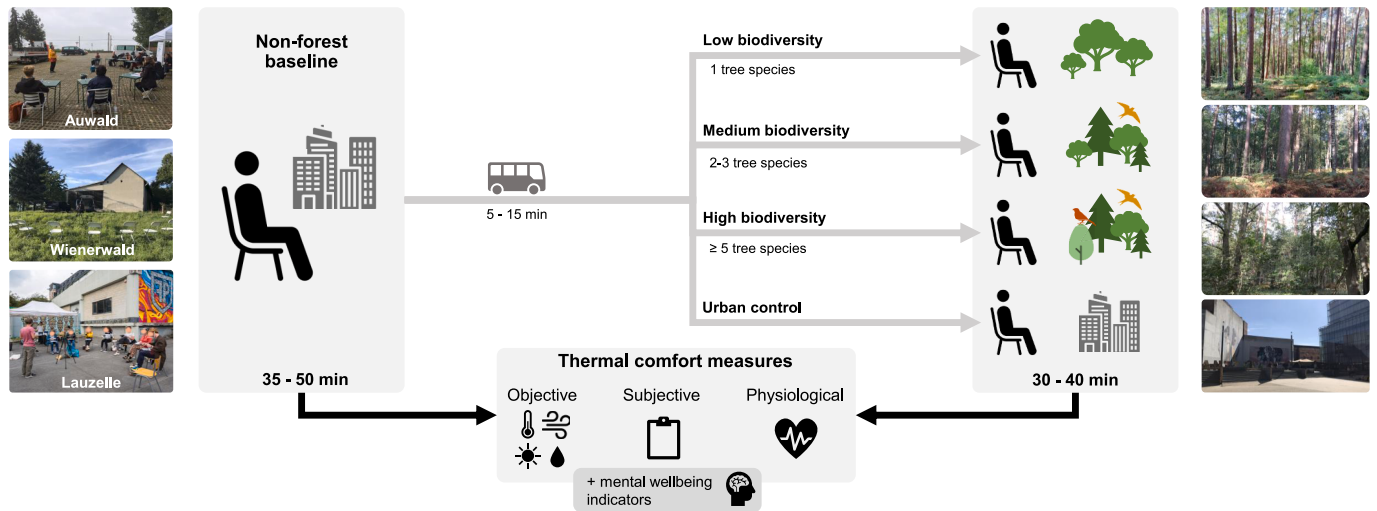 Auwald
Wienerwald
Lauzelle
Non-forest
baseline
35 - 50 min
5 - 15 min
Low biodiversity
1 tree species
Medium biodiversity
2-3 tree species
High biodiversity
≥ 5 tree species
Urban control
30 - 40 min
Thermal comfort measures
Objective Subjective Physiological
+ mental wellbeing
indicators